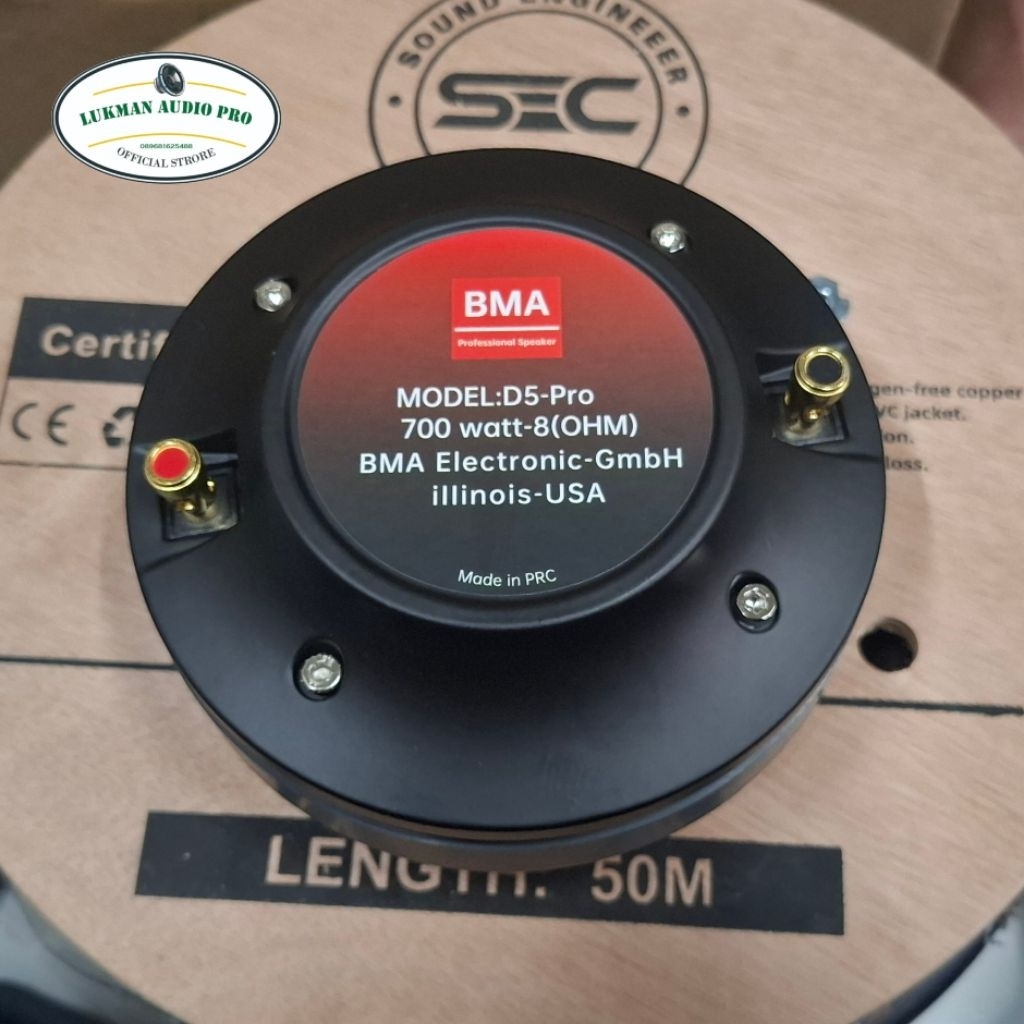 SOUND ENGINEEER
SEC
LUKMAN AUDIO PRO
089681625488
OFFICIAL STRORE
BMA
Professional Speaker
MODEL:D5-Pro
700 watt-8(OHM)
BMA Electronic-GmbH
illinois-USA
Made in PRC
Certif
CE
gen-free copper
VC jacket.
on.
loss.
LENGTH: 50M